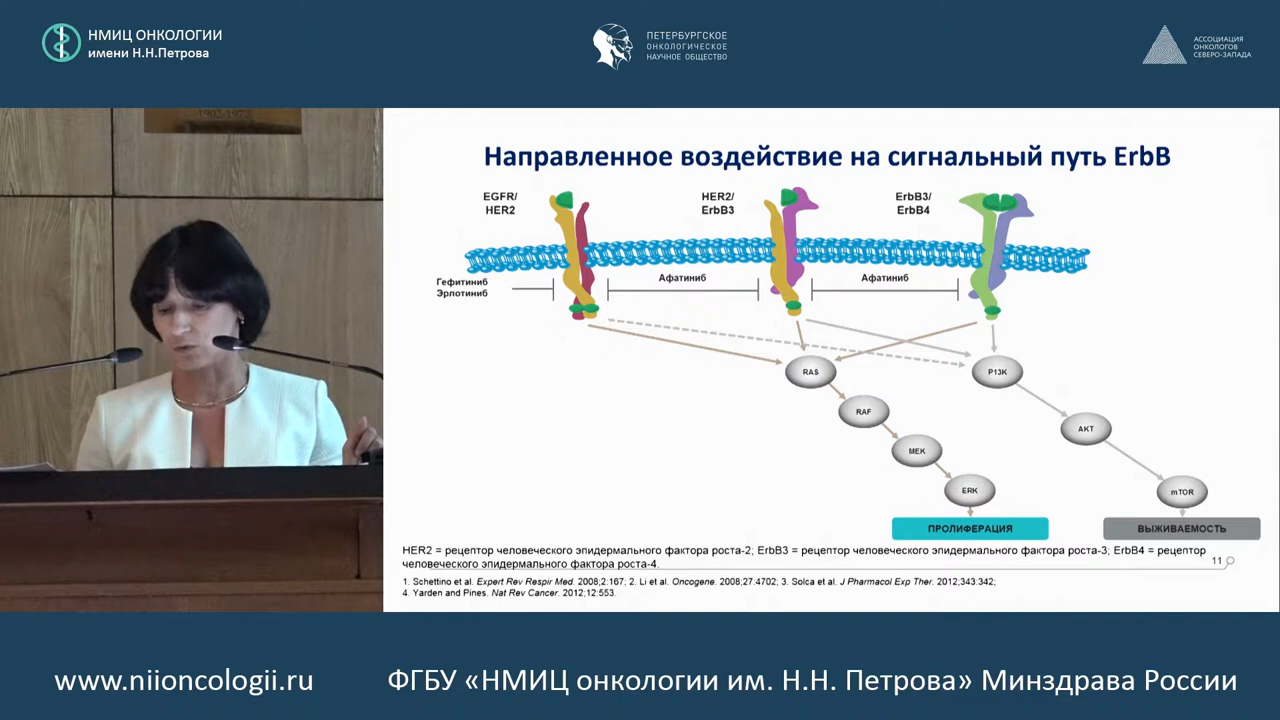 НМИЦ ОНКОЛОГИИ
имени Н.Н.Петрова
ПЕТЕРБУРГСКОЕ
ОНКОЛОГИЧЕСКОЕ
НАУЧНОЕ ОБЩЕСТВО
АССОЦИАЦИЯ
ОНКОЛОГОВ
СЕВЕРО-ЗАПАДА
1902-1972
Направленное воздействие на сигнальный путь ErbB
EGFR/
HER2
HER2/
ErbB3
ErbB3/
ErbB4
Гефитиниб
Эрлотиниб
Афатиниб
Афатиниб
RAS
P13K
RAF
AKT
MEK
ERK
mTOR
ПРОЛИФЕРАЦИЯ
ВЫЖИВАЕМОСТЬ
HER2 = рецептор человеческого эпидермального фактора роста-2; ErbB3 = рецептор человеческого эпидермального фактора роста-3; ErbB4 = рецептор
человеческого эпидермального фактора роста-4.
11
1. Schettino et al. Expert Rev Respir Med. 2008;2:167; 2. Li et al. Oncogene. 2008;27:4702; 3. Solca et al. J Pharmacol Exp Ther. 2012;343:342;
4. Yarden and Pines. Nat Rev Cancer. 2012;12:553.
www.niioncologii.ru
ФГБУ «НМИЦ онкологии им. Н.Н. Петрова» Минздрава России